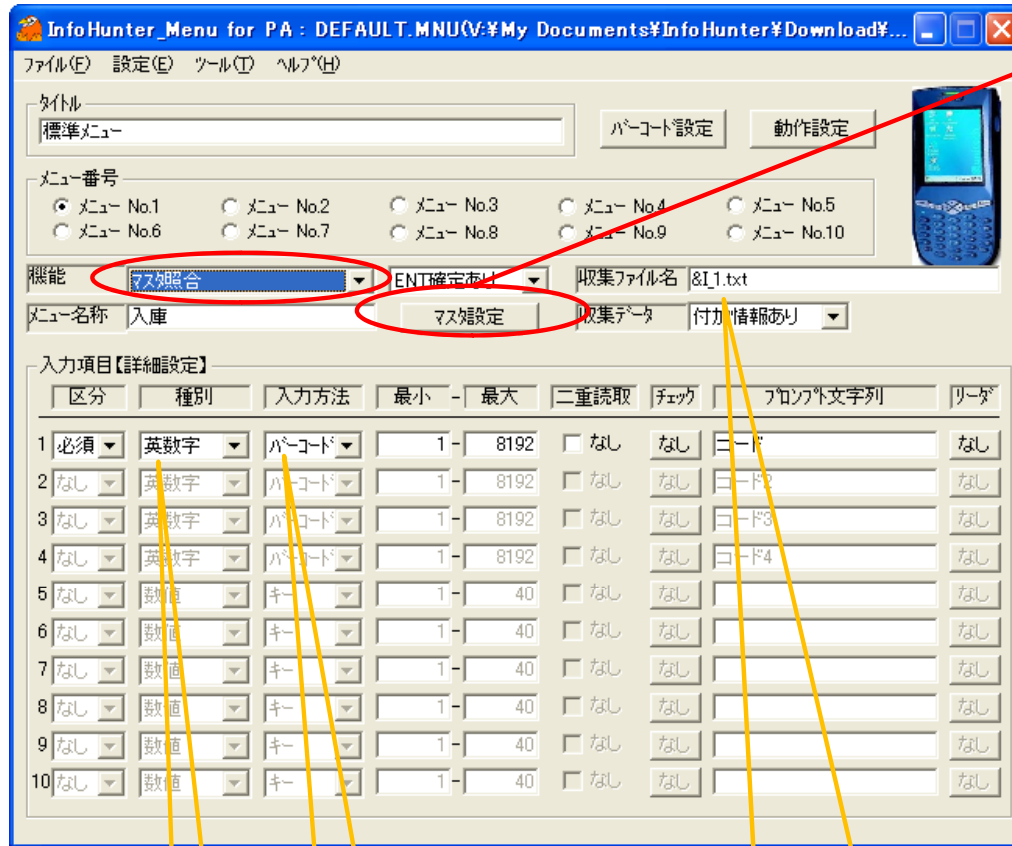 InfoHunter_Menu for PA : DEFAULT.MNU(V:¥My Documents¥InfoHunter¥Download¥...
ﾌｧｲﾙ(F) 設定(E) ﾂｰﾙ(T) ﾍﾙﾌﾟ(H)
ﾀｲﾄﾙ
標準ﾒﾆｭｰ
ﾊﾞｰｺｰﾄﾞ設定 動作設定
ﾒﾆｭｰ番号
ﾒﾆｭｰ No.1 ﾒﾆｭｰ No.2 ﾒﾆｭｰ No.3 ﾒﾆｭｰ No.4 ﾒﾆｭｰ No.5
ﾒﾆｭｰ No.6 ﾒﾆｭｰ No.7 ﾒﾆｭｰ No.8 ﾒﾆｭｰ No.9 ﾒﾆｭｰ No.10
機能 ﾏｽﾀ照合 ENT確定あり 収集ﾌｧｲﾙ名 &I_1.txt
ﾒﾆｭｰ名称 入庫 ﾏｽﾀ設定 収集ﾃﾞｰﾀ 付加情報あり
入力項目【詳細設定】
区分 種別 入力方法 最小 - 最大 二重読取 ﾁｪｯｸ ﾌﾟﾛﾝﾌﾟﾄ文字列 ﾘｰﾀﾞ
1 必須 英数字 ﾊﾞｰｺｰﾄﾞ 1 - 8192 なし なし コード なし
2 なし 英数字 ﾊﾞｰｺｰﾄﾞ 1 - 8192 なし なし コード2 なし
3 なし 英数字 ﾊﾞｰｺｰﾄﾞ 1 - 8192 なし なし コード3 なし
4 なし 英数字 ﾊﾞｰｺｰﾄﾞ 1 - 8192 なし なし コード4 なし
5 なし 数値 ｷｰ 1 - 40 なし なし なし
6 なし 数値 ｷｰ 1 - 40 なし なし なし
7 なし 数値 ｷｰ 1 - 40 なし なし なし
8 なし 数値 ｷｰ 1 - 40 なし なし なし
9 なし 数値 ｷｰ 1 - 40 なし なし なし
10 なし 数値 ｷｰ 1 - 40 なし なし なし